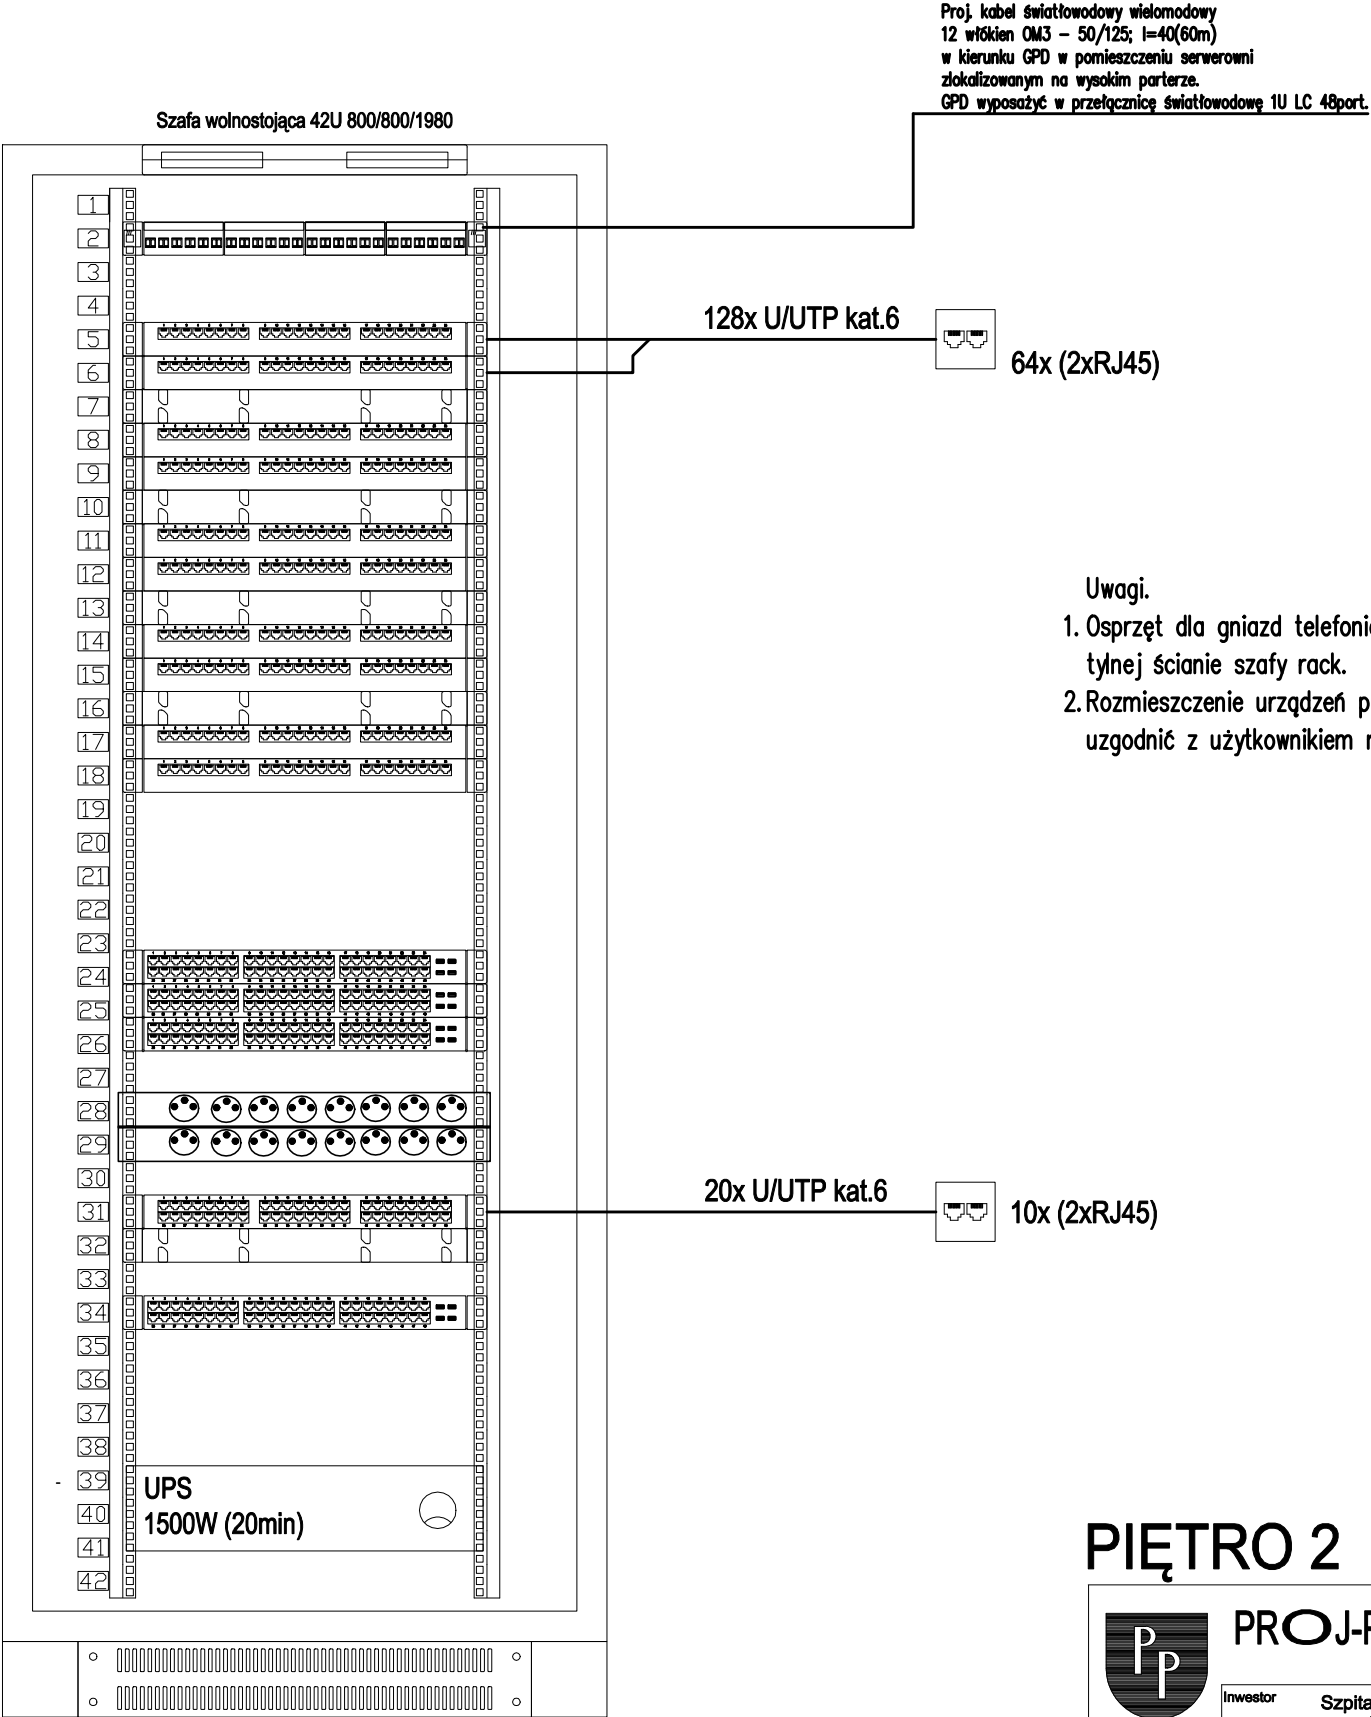 Proj. kabel światłowodowy wielomodowy
12 włókien OM3 – 50/125; l=40(60m)
w kierunku GPD w pomieszczeniu serwerowni
zlokalizowanym na wysokim parterze.
GPD wyposażyć w przełącznicę światłowodowę 1U LC 48port.
Szafa wolnostojąca 42U 800/800/1980
1
2
3
4
128x U/UTP kat.6
5
64x (2xRJ45)
6
7
8
9
10
11
12
13
14
15
16
17
18
19
20
21
22
23
24
25
26
27
28
29
30
20x U/UTP kat.6
31
10x (2xRJ45)
32
33
34
35
36
37
38
39
40
41
42
UPS
1500W (20min)
Uwagi.
1. Osprzęt dla gniazd
tylnej ścianie szafy rack.
2. Rozmieszczenie urządzeń
uzgodnić z użytkownikiem
PIĘTRO 2
PP
PROJ-
Inwestor